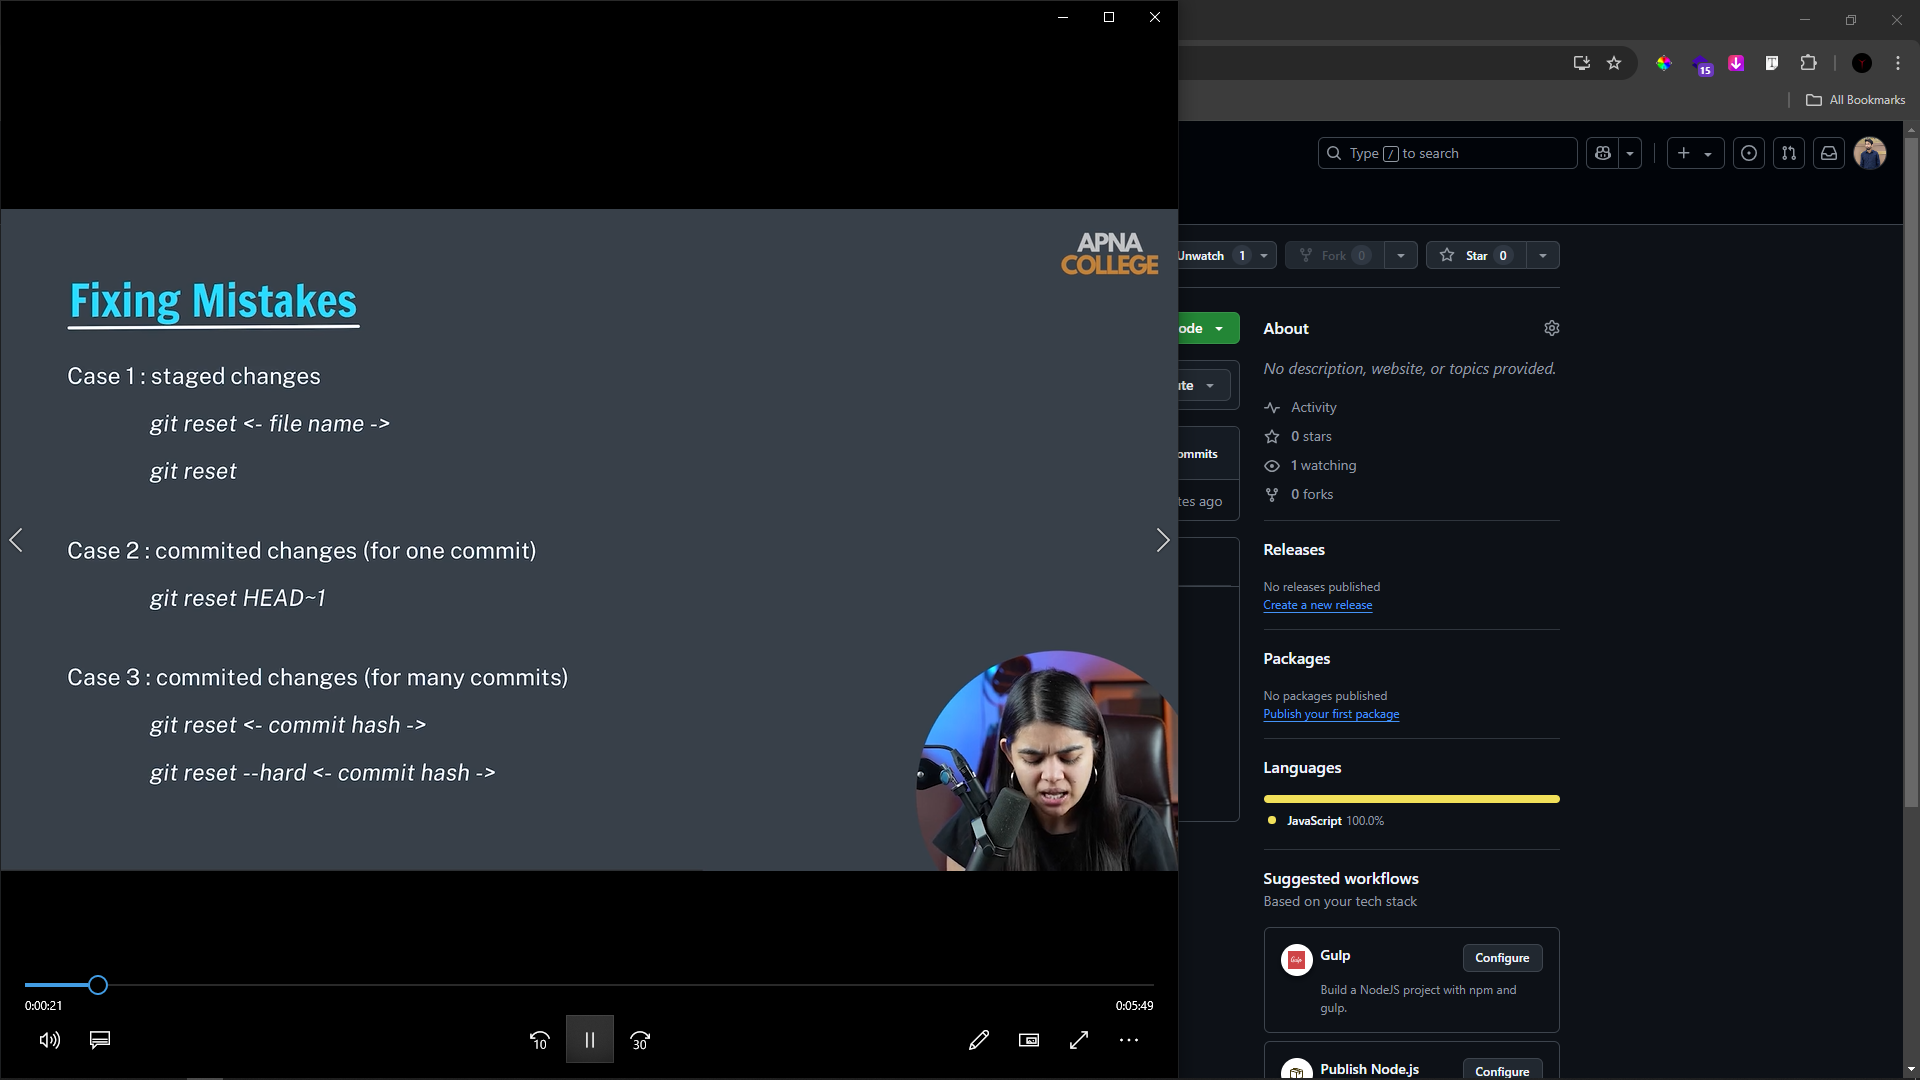 APNA
COLLEGE
Fixing Mistakes
Case 1 : staged changes
git reset <- file name ->
git reset
Case 2 : commited changes (for one commit)
git reset HEAD~1
Case 3 : commited changes (for many commits)
git reset <- commit hash ->
git reset --hard <- commit hash ->
0:00:21
0:05:49
10
30
15
All Bookmarks
Type / to search
Unwatch 1
Fork 0
Star 0
ode
About
No description, website, or topics provided.
ite
Activity
0 stars
ommits
1 watching
0 forks
tes ago
Releases
No releases published
Create a new release
Packages
No packages published
Publish your first package
Languages
JavaScript 100.0%
Suggested workflows
Based on your tech stack
Gulp
Gulp
Configure
Build a NodeJS project with npm and
gulp.
Publish Node.js
Configure